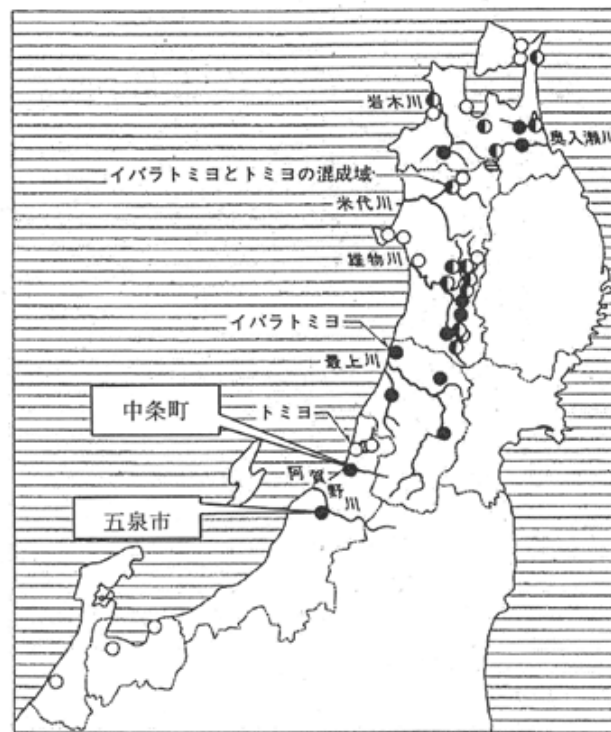 岩木川
奥入瀬川
イバラトミヨとトミヨの混成域
米代川
雄物川
イバラトミヨ
最上川
中条町
トミヨ
阿賀野川
五泉市